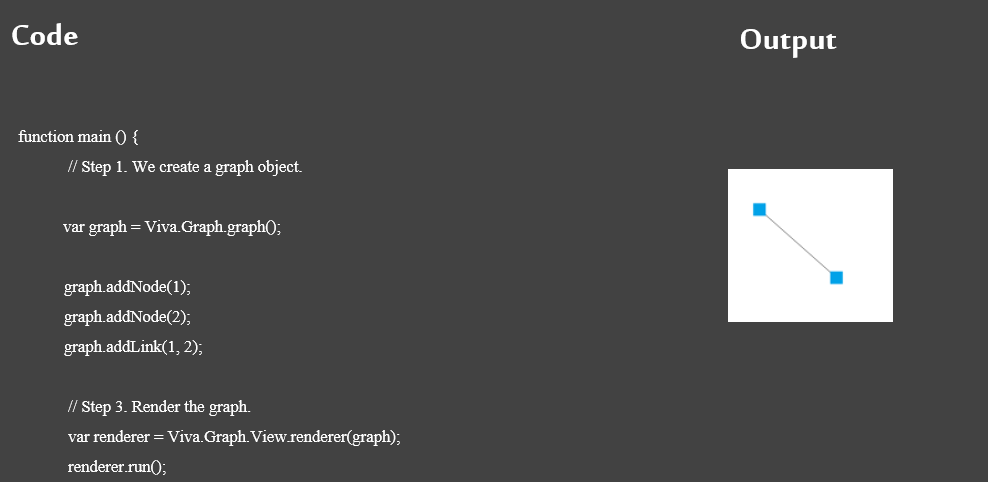 Code
Output
function main () {
// Step 1. We create a graph object.
var graph = Viva.Graph.graph();
graph.addNode(1);
graph.addNode(2);
graph.addLink(1, 2);
// Step 3. Render the graph.
var renderer = Viva.Graph.View.renderer(graph);
renderer.run();